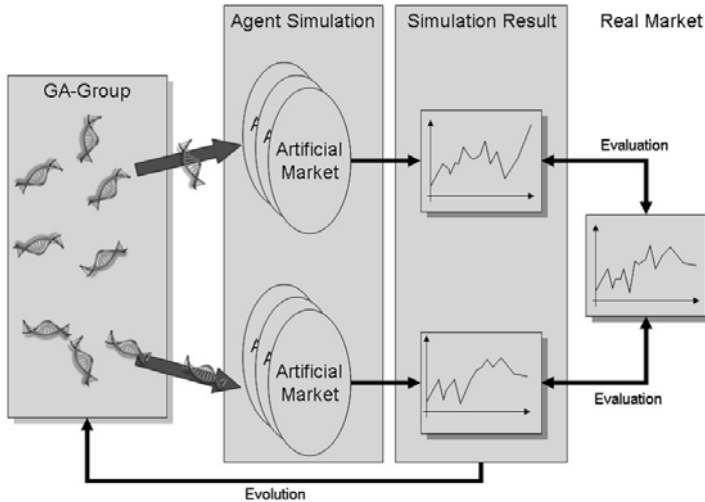 Agent Simulation
Simulation Result
Real Market
GA-Group
A
A
Artificial
Market
Evaluation
A
A
Artificial
Market
Evaluation
Evolution